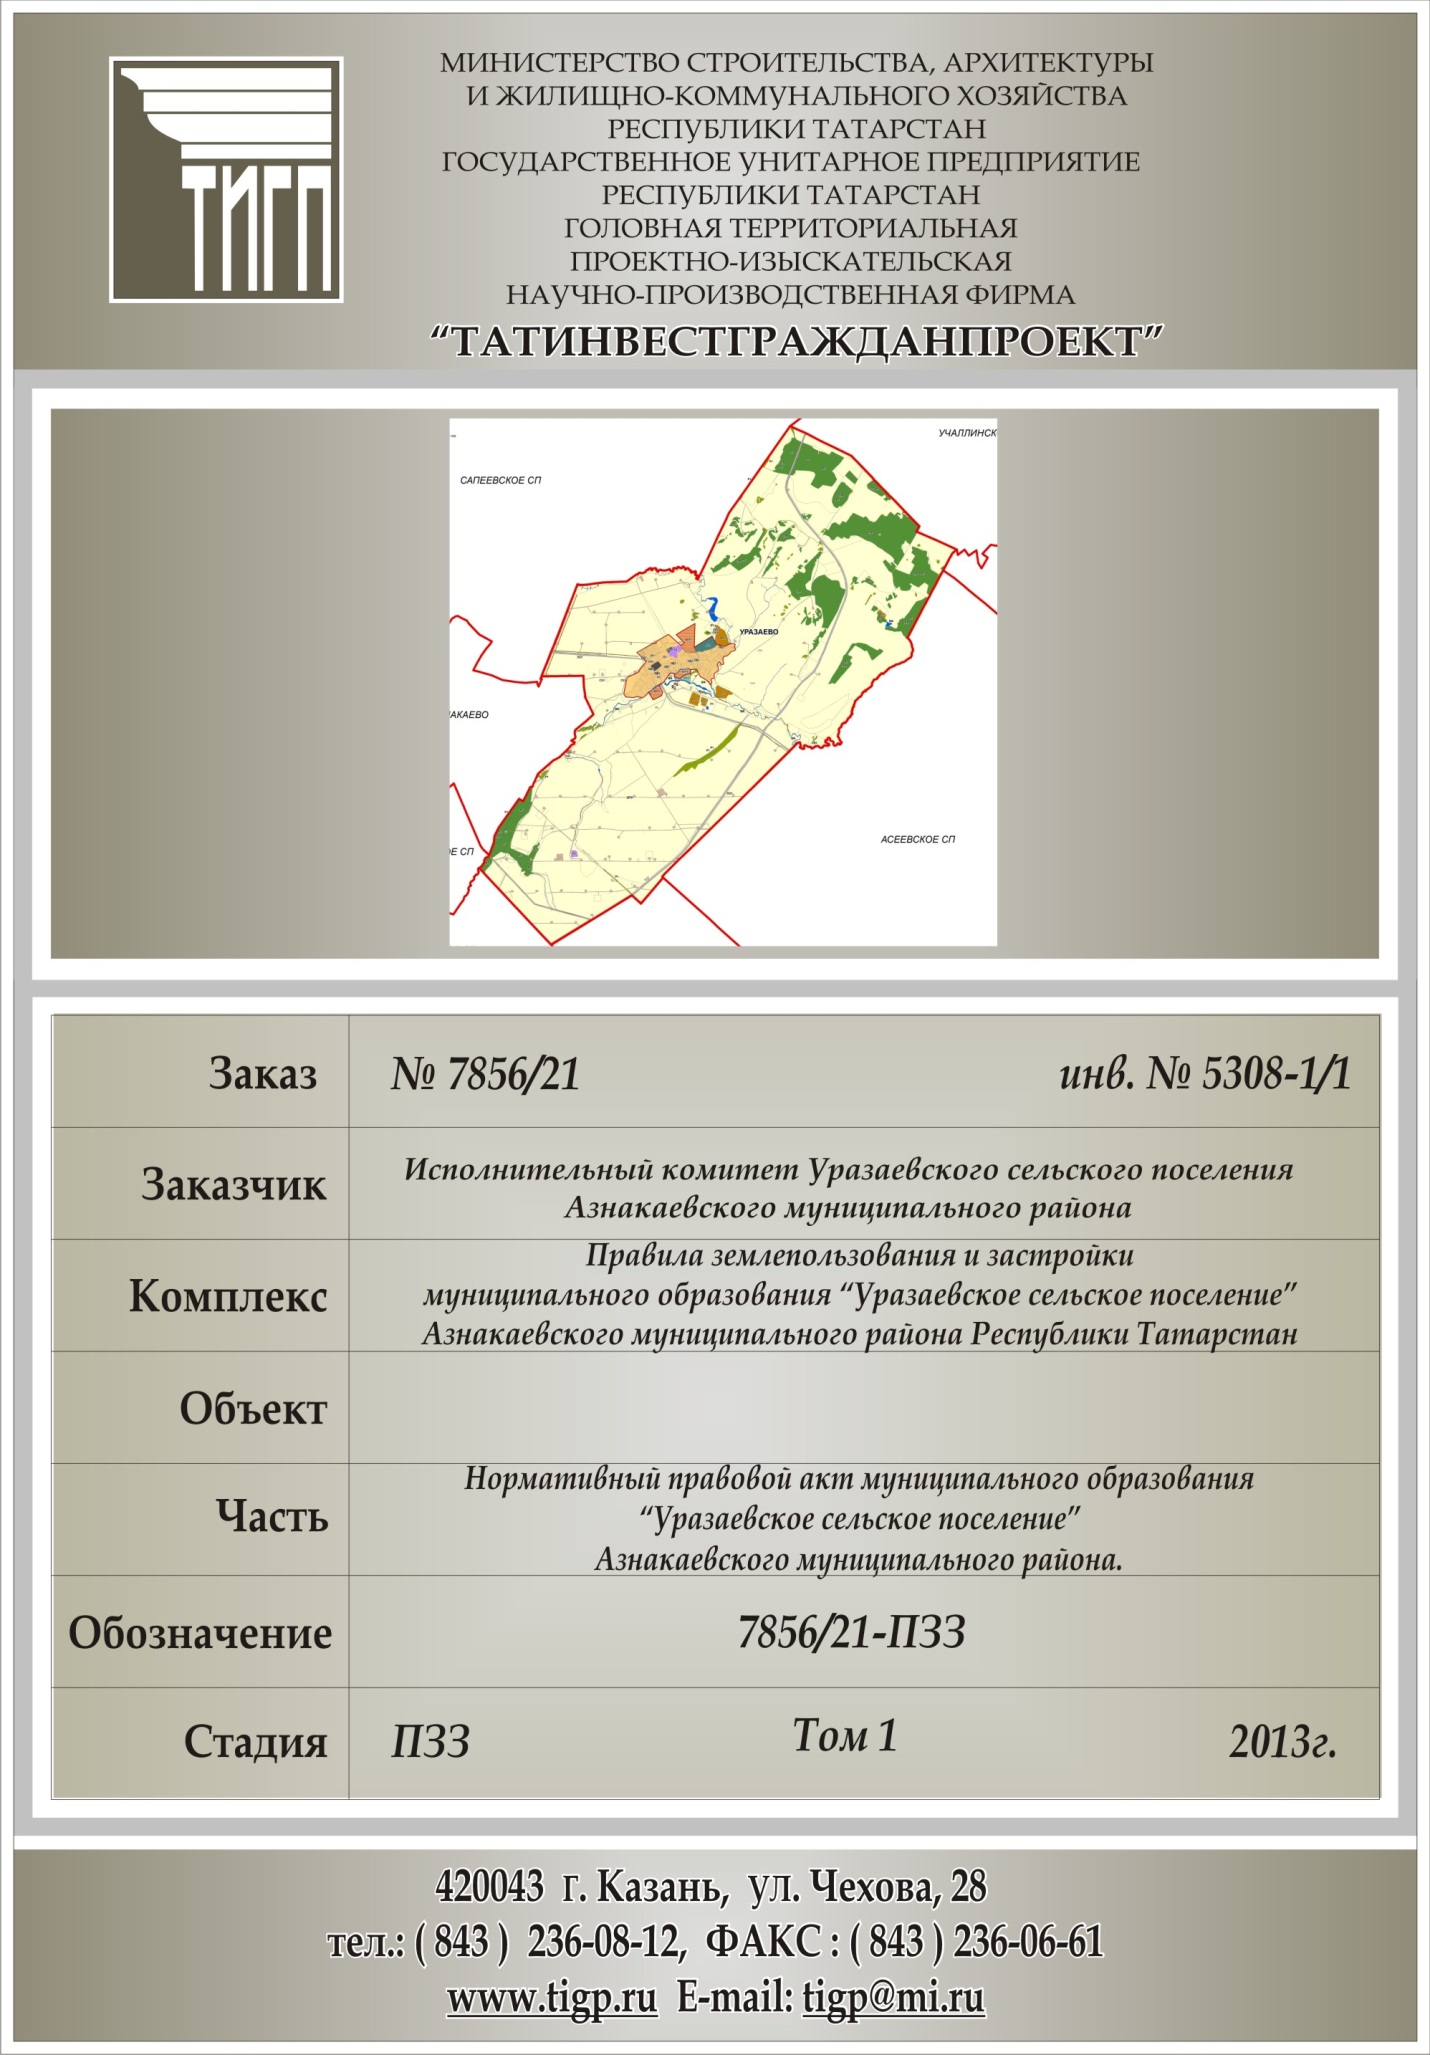 МИНИСТЕРСТВО СТРОИТЕЛЬСТВА, АРХИТЕКТУРЫ
И ЖИЛИЩНО-КОММУНАЛЬНОГО ХОЗЯЙСТВА
РЕСПУБЛИКИ ТАТАРСТАН
ГОСУДАРСТВЕННОЕ УНИТАРНОЕ ПРЕДПРИЯТИЕ
РЕСПУБЛИКИ ТАТАРСТАН
ГОЛОВНАЯ ТЕРРИТОРИАЛЬНАЯ
ПРОЕКТНО-ИЗЫСКАТЕЛЬСКАЯ
НАУЧНО-ПРОИЗВОДСТВЕННАЯ ФИРМА
“ТАТИНВЕСТГРАЖДАНПРОЕКТ”
ТИГП
УЧАЛЛИНСК
САПЕЕВСКОЕ СП
УРАЗАЕВО
АКАЕВО
АСЕЕВСКОЕ СП
ОЕ СП
Заказ № 7856/21 инв. № 5308-1/1
Заказчик Исполнительный комитет Уразаевского сельского поселения
Азнакаевского муниципального района
Комплекс Правила землепользования и застройки
муниципального образования “Уразаевское сельское поселение”
Азнакаевского муниципального района Республики Татарстан
Объект
Часть Нормативный правовой акт муниципального образования
“Уразаевское сельское поселение”
Азнакаевского муниципального района.
Обозначение 7856/21-ПЗЗ
Стадия ПЗЗ Том 1 2013г.
420043 г. Казань, ул. Чехова, 28
тел.: ( 843 ) 236-08-12, ФАКС : ( 843 ) 236-06-61
www.tigp.ru E-mail: tigp@mi.ru